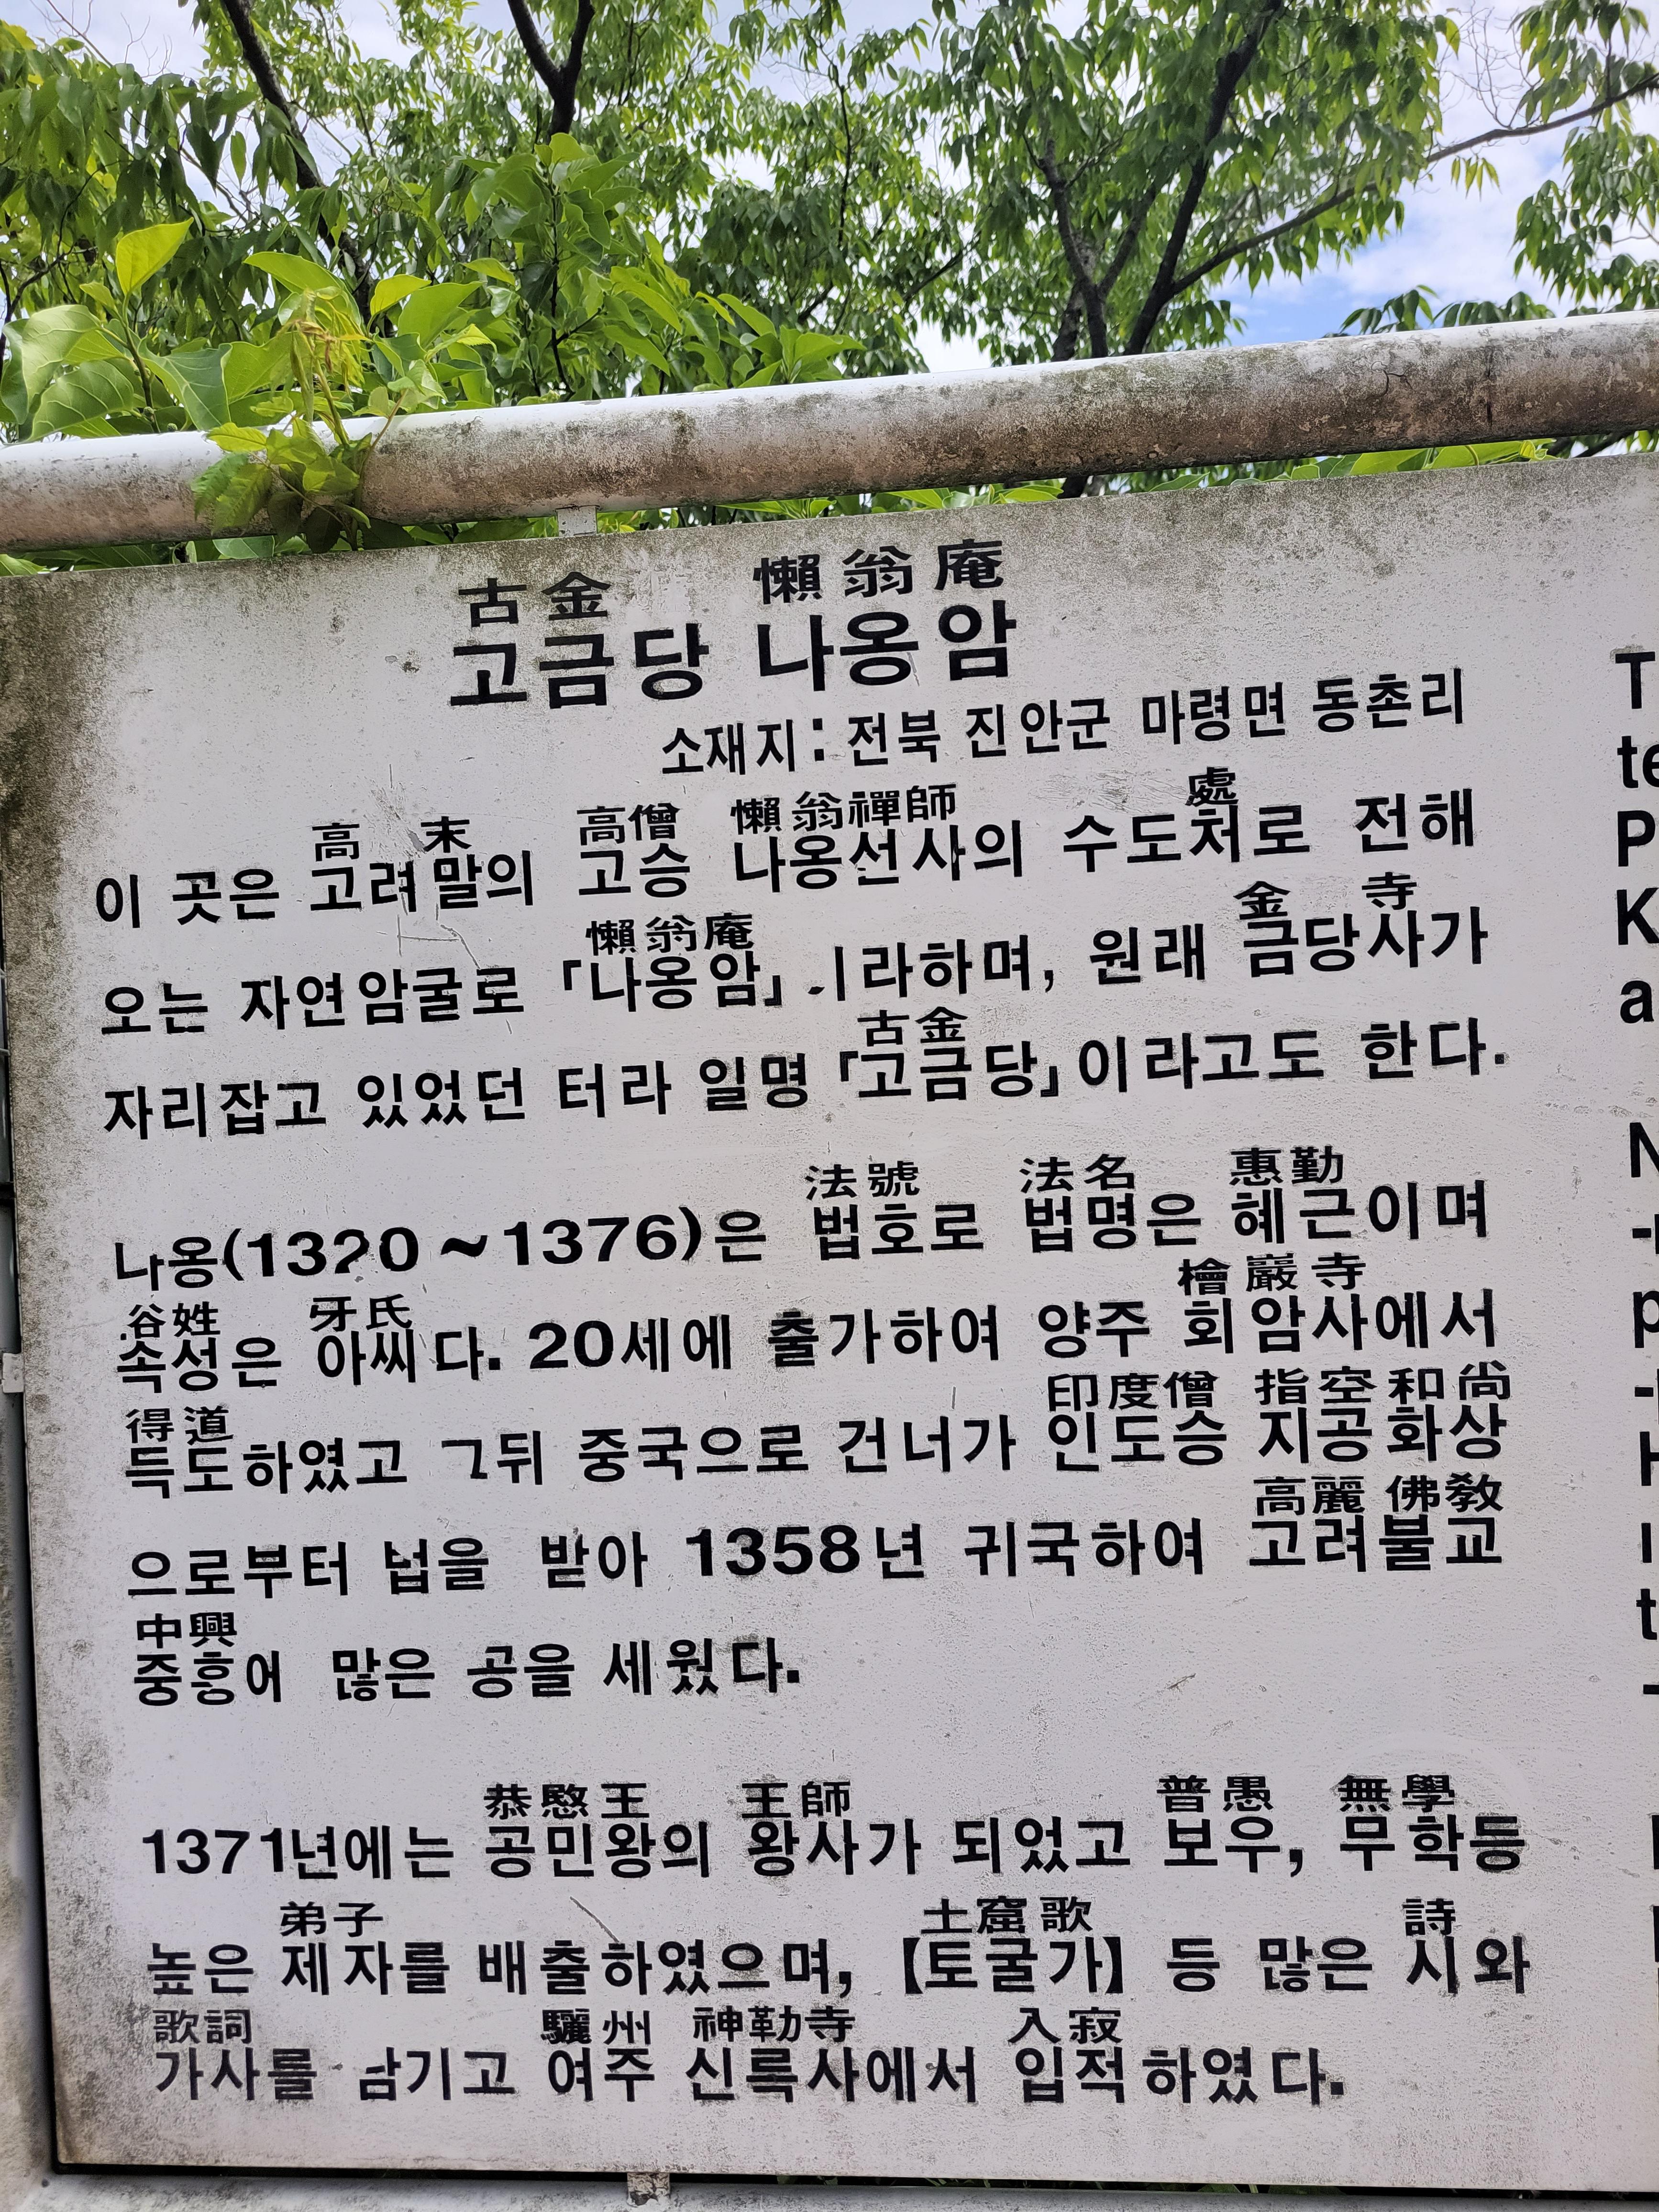 古金 懶翁庵
고금당 나옹암
소재지: 전북 진안군 마령면 동촌리
高 末 高僧 懶翁禪師 處
이 곳은 고려말의 고승 나옹선사의 수도처로 전해
懶翁庵 金 寺
오는 자연암굴로 「나옹암」이라하며, 원래 금당사가
古金
자리잡고 있었던 터라 일명 「고금당」이라고도 한다.
法號 法名 惠勤
나옹(1320~1376)은 법호로 법명은 혜근이며
俗姓 牙氏 檜巖寺
속성은 아씨다. 20세에 출가하여 양주 회암사에서
得道 印度僧 指空和尚
득도하였고 그뒤 중국으로 건너가 인도승 지공화상
高麗 佛敎
으로부터 법을 받아 1358년 귀국하여 고려불교
中興
중흥에 많은 공을 세웠다.
恭愍王 王師 普愚 無學
1371년에는 공민왕의 왕사가 되었고 보우, 무학등
弟子 土窟歌 詩
높은 제자를 배출하였으며, 【토굴가】 등 많은 시와
歌詞 驪州 神勒寺 入寂
가사를 남기고 여주 신륵사에서 입적하였다.
T
te
P
K
a
N
p
H
t